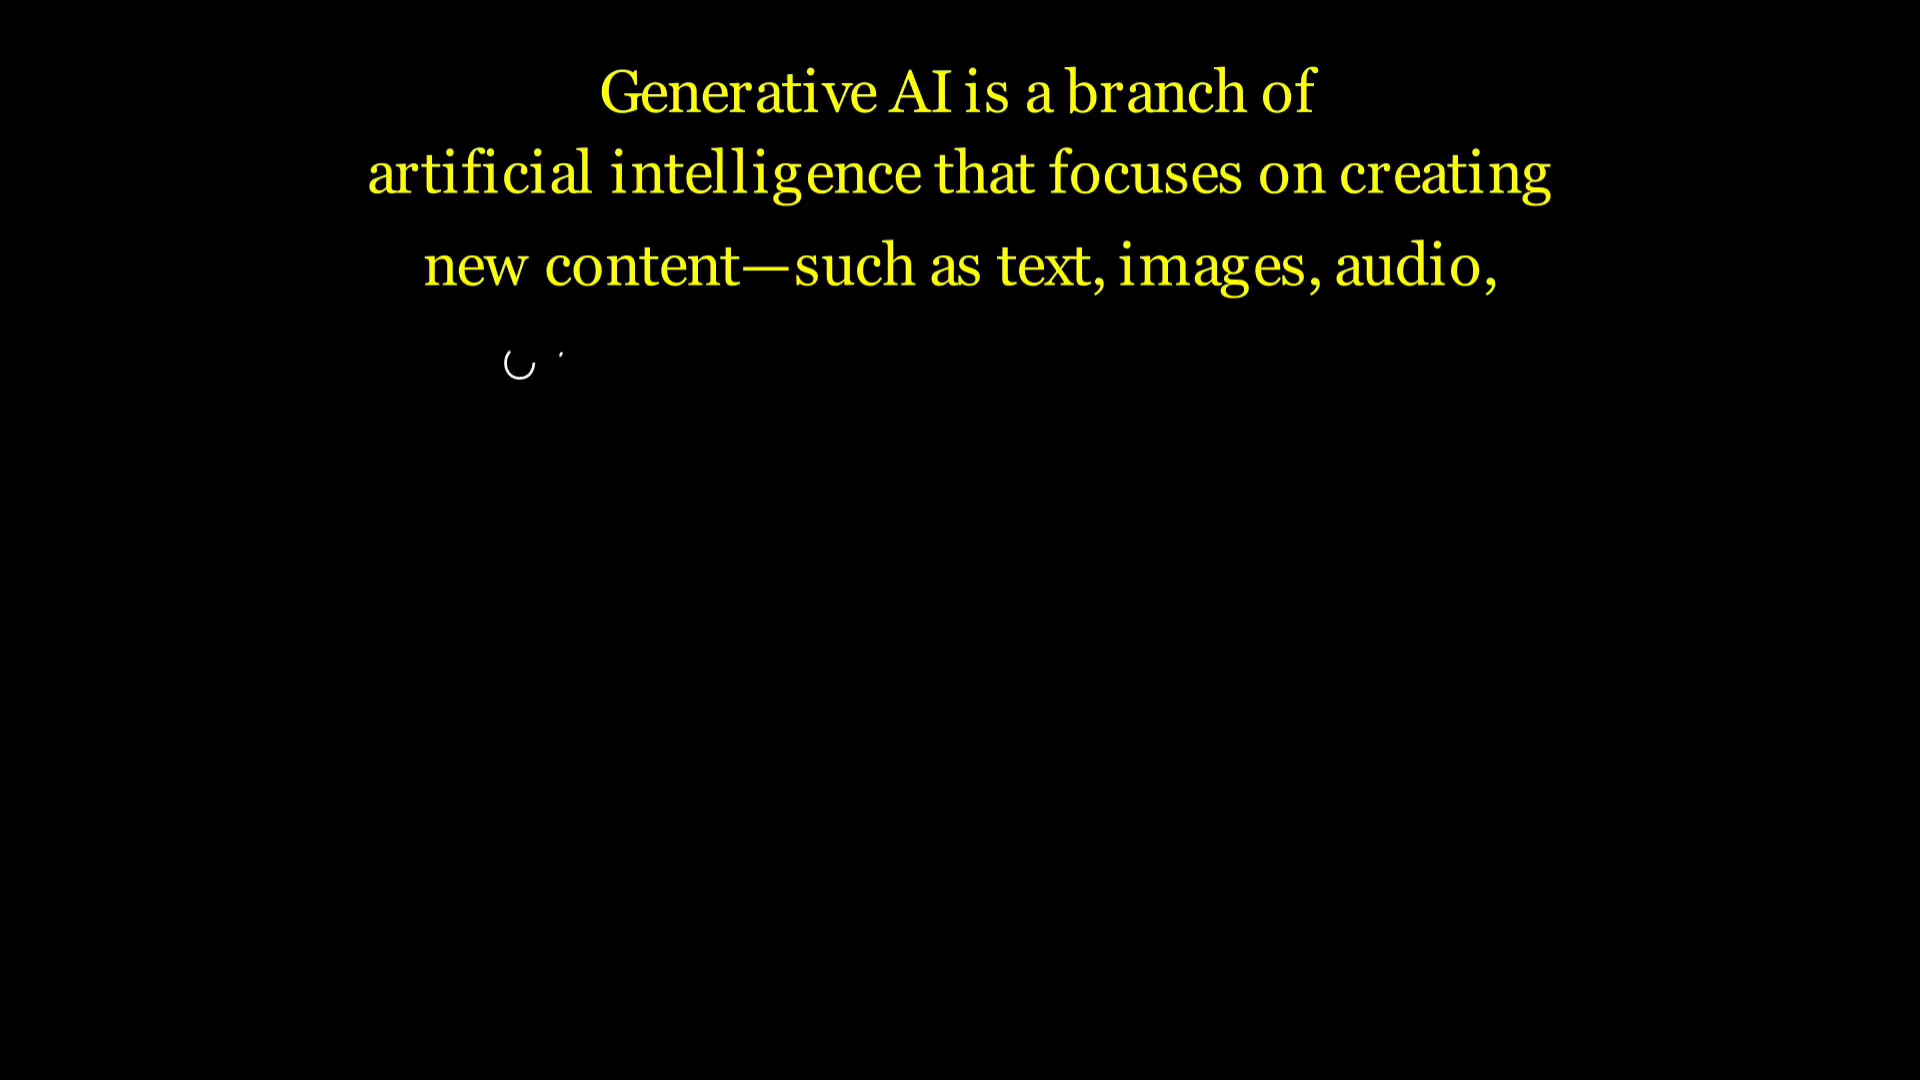 Generative AI is a branch of
artificial intelligence that focuses on creating
new content—such as text, images, audio,